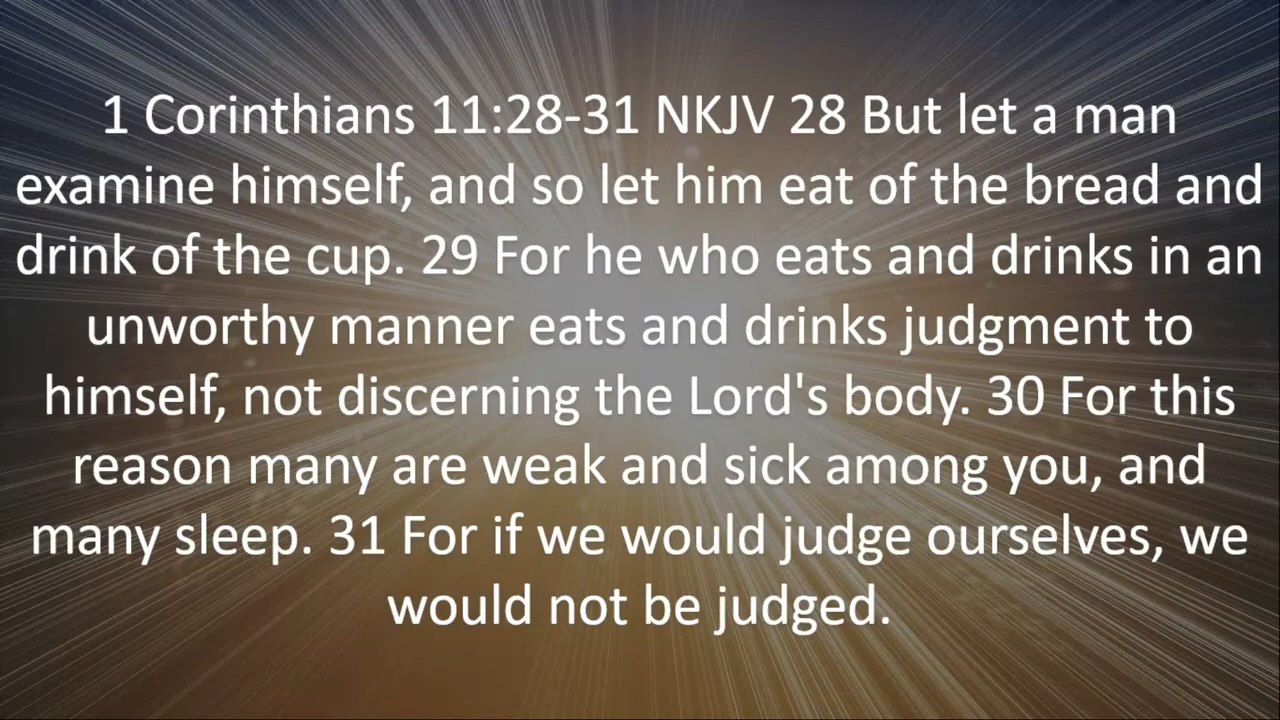 1 Corinthians 11:28-31 NKJV 28 But let a man
examine himself, and so let him eat of the bread and
drink of the cup. 29 For he who eats and drinks in an
unworthy manner eats and drinks judgment to
himself, not discerning the Lord's body. 30 For this
reason many are weak and sick among you, and
many sleep. 31 For if we would judge ourselves, we
would not be judged.